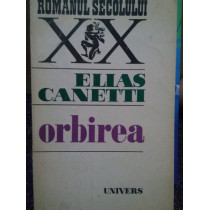 ROMANUL SECOLULUI
XX
ELIAS
CANETTI
orbirea
UNIVERS